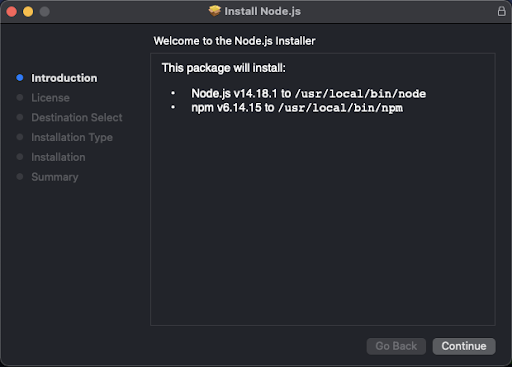 Install Node.js
Welcome to the Node.js Installer
Introduction
License
Destination Select
Installation Type
Installation
Summary
This package will install:
• Node.js v14.18.1 to /usr/local/bin/node
• npm v6.14.15 to /usr/local/bin/npm
Go Back
Continue